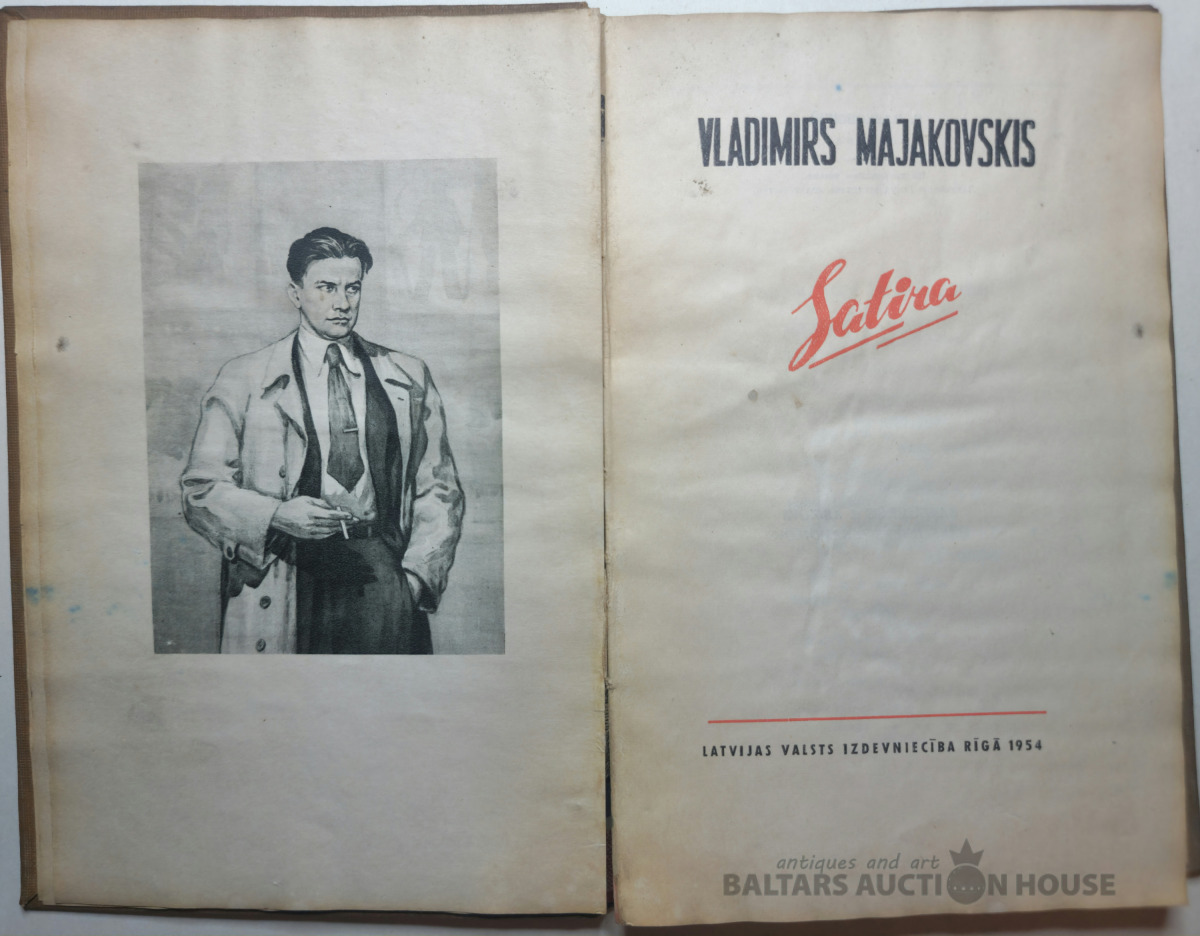 VLADIMIRS MAJAKOVSKIS
Satira
LATVIJAS VALSTS IZDEVNIECĪBA RĪGĀ 1954
antiques and art
BALTARS AUCTION HOUSE